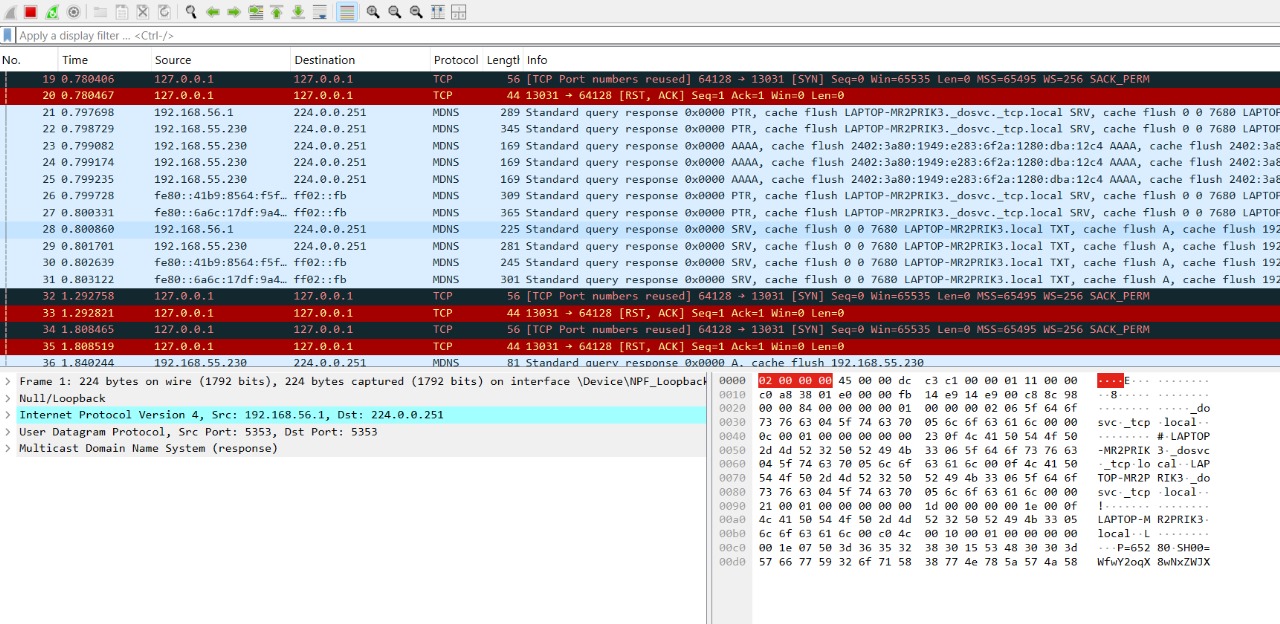 Apply a display filter ... <Ctrl-/>
No. Time Source Destination Protocol Length Info
19 0.780406 127.0.0.1 127.0.0.1 TCP 56 [TCP Port numbers reused] 64128 → 13031 [SYN] Seq=0 Win=65535 Len=0 MSS=65495 WS=256 SACK_PERM
20 0.780467 127.0.0.1 127.0.0.1 TCP 44 13031 → 64128 [RST, ACK] Seq=1 Ack=1 Win=0 Len=0
21 0.797698 192.168.56.1 224.0.0.251 MDNS 289 Standard query response 0x0000 PTR, cache flush LAPTOP-MR2PRIK3._dosvc._tcp.local SRV, cache flush 0 0 7680 LAPTOP
22 0.798729 192.168.55.230 224.0.0.251 MDNS 345 Standard query response 0x0000 PTR, cache flush LAPTOP-MR2PRIK3._dosvc._tcp.local SRV, cache flush 0 0 7680 LAPTOP
23 0.799082 192.168.55.230 224.0.0.251 MDNS 169 Standard query response 0x0000 AAAA, cache flush 2402:3a80:1949:e283:6f2a:1280:dba:12c4 AAAA, cache flush 2402:3a8
24 0.799174 192.168.55.230 224.0.0.251 MDNS 169 Standard query response 0x0000 AAAA, cache flush 2402:3a80:1949:e283:6f2a:1280:dba:12c4 AAAA, cache flush 2402:3a8
25 0.799235 192.168.55.230 224.0.0.251 MDNS 169 Standard query response 0x0000 AAAA, cache flush 2402:3a80:1949:e283:6f2a:1280:dba:12c4 AAAA, cache flush 2402:3a8
26 0.799728 fe80::41b9:8564:f5f… ff02::fb MDNS 309 Standard query response 0x0000 PTR, cache flush LAPTOP-MR2PRIK3._dosvc._tcp.local SRV, cache flush 0 0 7680 LAPTOP
27 0.800331 fe80::6a6c:17df:9a4… ff02::fb MDNS 365 Standard query response 0x0000 PTR, cache flush LAPTOP-MR2PRIK3._dosvc._tcp.local SRV, cache flush 0 0 7680 LAPTOP
28 0.800860 192.168.56.1 224.0.0.251 MDNS 225 Standard query response 0x0000 SRV, cache flush 0 0 7680 LAPTOP-MR2PRIK3.local TXT, cache flush A, cache flush 192
29 0.801701 192.168.55.230 224.0.0.251 MDNS 281 Standard query response 0x0000 SRV, cache flush 0 0 7680 LAPTOP-MR2PRIK3.local TXT, cache flush A, cache flush 192
30 0.802639 fe80::41b9:8564:f5f… ff02::fb MDNS 245 Standard query response 0x0000 SRV, cache flush 0 0 7680 LAPTOP-MR2PRIK3.local TXT, cache flush A, cache flush 192
31 0.803122 fe80::6a6c:17df:9a4… ff02::fb MDNS 301 Standard query response 0x0000 SRV, cache flush 0 0 7680 LAPTOP-MR2PRIK3.local TXT, cache flush A, cache flush 192
32 1.292758 127.0.0.1 127.0.0.1 TCP 56 [TCP Port numbers reused] 64128 → 13031 [SYN] Seq=0 Win=65535 Len=0 MSS=65495 WS=256 SACK_PERM
33 1.292821 127.0.0.1 127.0.0.1 TCP 44 13031 → 64128 [RST, ACK] Seq=1 Ack=1 Win=0 Len=0
34 1.808465 127.0.0.1 127.0.0.1 TCP 56 [TCP Port numbers reused] 64128 → 13031 [SYN] Seq=0 Win=65535 Len=0 MSS=65495 WS=256 SACK_PERM
35 1.808519 127.0.0.1 127.0.0.1 TCP 44 13031 → 64128 [RST, ACK] Seq=1 Ack=1 Win=0 Len=0
36 1.840244 192.168.55.230 224.0.0.251 MDNS 81 Standard query response 0x0000 A, cache flush 192.168.55.230
Frame 1: 224 bytes on wire (1792 bits), 224 bytes captured (1792 bits) on interface \Device\NPF_Loopback
Null/Loopback
Internet Protocol Version 4, Src: 192.168.56.1, Dst: 224.0.0.251
User Datagram Protocol, Src Port: 5353, Dst Port: 5353
Multicast Domain Name System (response)
0000 02 00 00 00 45 00 00 dc c3 c1 00 00 01 11 00 00 ····E··· ········
0010 c0 a8 38 01 e0 00 00 fb 14 e9 14 e9 00 c8 8c 98 ··8····· ········
0020 00 00 84 00 00 00 00 01 00 00 00 02 06 5f 64 6f ········ ·····_do
0030 73 76 63 04 5f 74 63 70 05 6c 6f 63 61 6c 00 00 svc·_tcp ·local··
0040 0c 00 01 00 00 00 00 00 23 0f 4c 41 50 54 4f 50 ········ #·LAPTOP
0050 2d 4d 52 32 50 52 49 4b 33 06 5f 64 6f 73 76 63 -MR2PRIK 3·_dosvc
0060 04 5f 74 63 70 05 6c 6f 63 61 6c 00 0f 4c 41 50 ·_tcp·lo cal··LAP
0070 54 4f 50 2d 4d 52 32 50 52 49 4b 33 06 5f 64 6f TOP-MR2P RIK3·_do
0080 73 76 63 04 5f 74 63 70 05 6c 6f 63 61 6c 00 00 svc·_tcp ·local··
0090 21 00 01 00 00 00 00 00 1d 00 00 00 00 1e 00 0f !······· ········
00a0 4c 41 50 54 4f 50 2d 4d 52 32 50 52 49 4b 33 05 LAPTOP-M R2PRIK3·
00b0 6c 6f 63 61 6c 00 c0 4c 00 10 00 01 00 00 00 00 local··L ········
00c0 00 1e 07 50 3d 36 35 32 38 30 15 53 48 30 30 3d ···P=652 80·SH00=
00d0 57 66 77 59 32 6f 71 58 38 77 4e 78 5a 57 4a 58 WfwY2oqX 8wNxZWJX